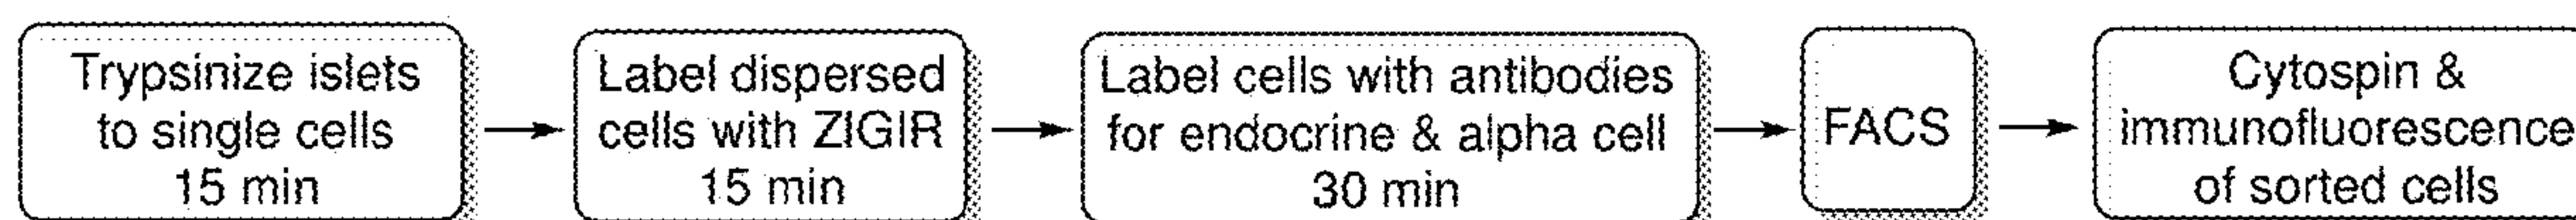 Trypsinize islets
to single cells
15 min
Label dispersed
cells with ZIGIR
15 min
Label cells with antibodies
for endocrine & alpha cell
30 min
FACS
Cytospin &
immunofluorescence
of sorted cells